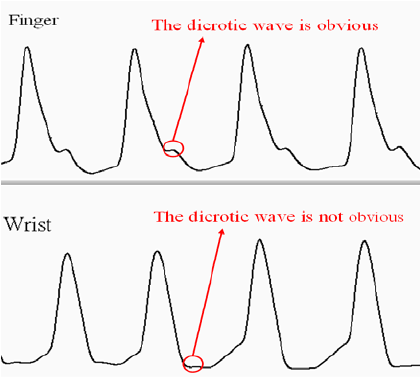 Finger
The dicrotic wave is obvious
The dicrotic wave is not obvious
Wrist